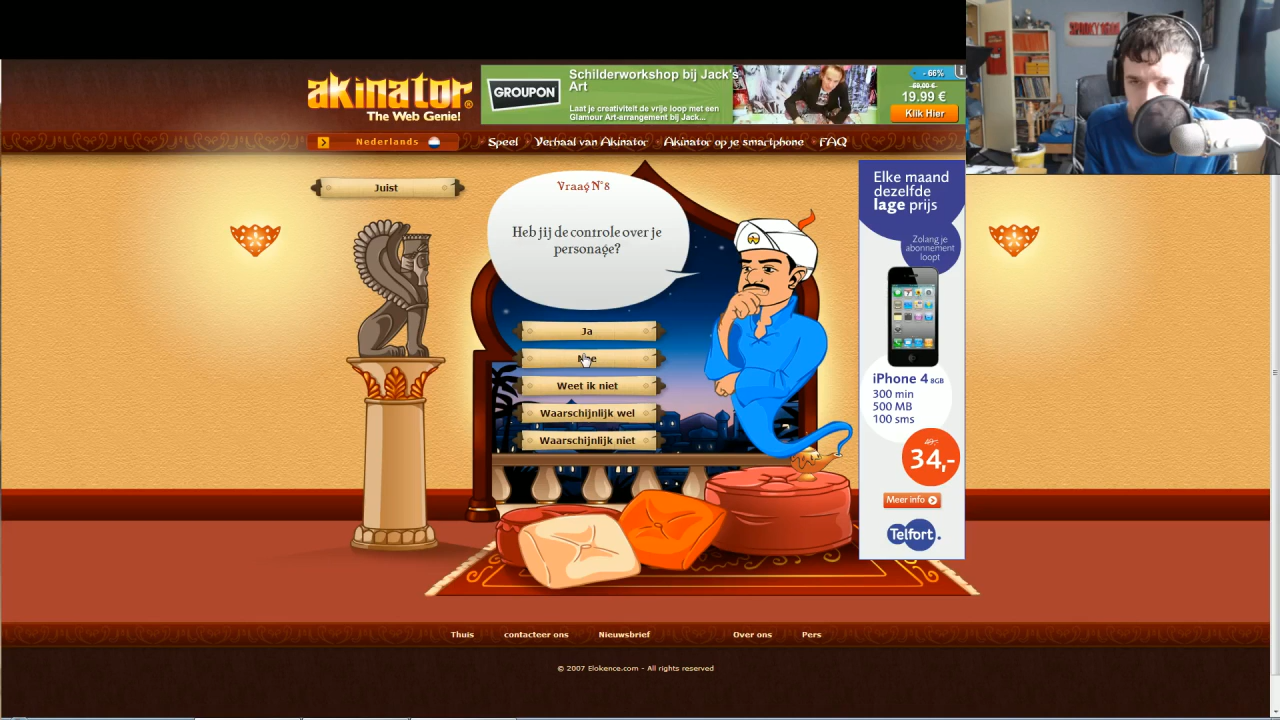 akinator®
The Web Genie!
GROUPON
Schilderworkshop bij Jack's
Art
Laat je creativiteit de vrije loop met een
Glamour Art-arrangement bij Jack...
- 66%
59,00 €
19.99 €
Klik Hier
Nederlands
Speel
Verhaal van Akinator
Akinator op je smartphone
FAQ
Juist
Vraag N°8
Heb jij de controle over je
personage?
Ja
Weet ik niet
Waarschijnlijk wel
Waarschijnlijk niet
Elke maand
dezelfde
lage prijs
Zolang je
abonnement
loopt
iPhone 4 8GB
300 min
500 MB
100 sms
34,-
Meer info
Telfort.
Thuis
contacteer ons
Nieuwsbrief
Over ons
Pers
© 2007 Elokence.com - All rights reserved